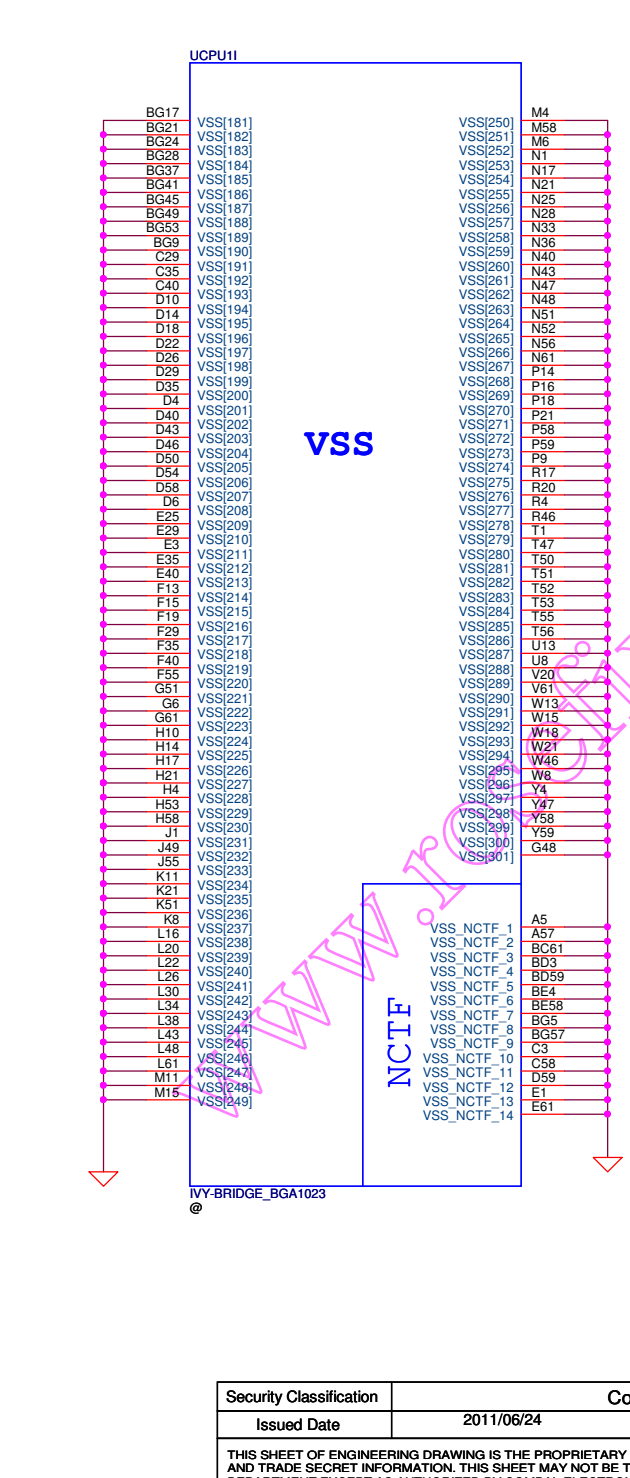 UCPU1I
BG17 VSS[181] VSS[250] M4
BG21 VSS[182] VSS[251] M58
BG24 VSS[183] VSS[252] M6
BG28 VSS[184] VSS[253] N1
BG37 VSS[185] VSS[254] N17
BG41 VSS[186] VSS[255] N21
BG45 VSS[187] VSS[256] N25
BG49 VSS[188] VSS[257] N28
BG53 VSS[189] VSS[258] N33
BG9 VSS[190] VSS[259] N36
C29 VSS[191] VSS[260] N40
C35 VSS[192] VSS[261] N43
C40 VSS[193] VSS[262] N47
D10 VSS[194] VSS[263] N48
D14 VSS[195] VSS[264] N51
D18 VSS[196] VSS[265] N52
D22 VSS[197] VSS[266] N56
D26 VSS[198] VSS[267] N61
D29 VSS[199] VSS[268] P14
D35 VSS[200] VSS[269] P16
D4 VSS[201] VSS[270] P18
D40 VSS[202] VSS[271] P21
D43 VSS[203] VSS[272] P58
VSS
D46 VSS[204] VSS[273] P59
D50 VSS[205] VSS[274] P9
D54 VSS[206] VSS[275] R17
D58 VSS[207] VSS[276] R20
D6 VSS[208] VSS[277] R4
E25 VSS[209] VSS[278] R46
E29 VSS[210] VSS[279] T1
E3 VSS[211] VSS[280] T47
E35 VSS[212] VSS[281] T50
E40 VSS[213] VSS[282] T51
F13 VSS[214] VSS[283] T52
F15 VSS[215] VSS[284] T53
F19 VSS[216] VSS[285] T55
F29 VSS[217] VSS[286] T56
F35 VSS[218] VSS[287] U13
F40 VSS[219] VSS[288] U8
F55 VSS[220] VSS[289] V20
G51 VSS[221] VSS[290] V61
G6 VSS[222] VSS[291] W13
G61 VSS[223] VSS[292] W15
H10 VSS[224] VSS[293] W18
H14 VSS[225] VSS[294] W21
H17 VSS[226] VSS[295] W46
H21 VSS[227] VSS[296] W8
H4 VSS[228] VSS[297] Y4
H53 VSS[229] VSS[298] Y47
H58 VSS[230] VSS[299] Y58
J1 VSS[231] VSS[300] Y59
J49 VSS[232] VSS[301] G48
J55 VSS[233]
K11 VSS[234]
K21 VSS[235]
K51 VSS[236]
K8 VSS[237] VSS_NCTF_1 A5
L16 VSS[238] VSS_NCTF_2 A57
L20 VSS[239] VSS_NCTF_3 BC61
L22 VSS[240] VSS_NCTF_4 BD3
L26 VSS[241] VSS_NCTF_5 BD59
L30 VSS[242] VSS_NCTF_6 BE4
L34 VSS[243] VSS_NCTF_7 BE58
L38 VSS[244] VSS_NCTF_8 BG5
NCTF
L43 VSS[245] VSS_NCTF_9 BG57
L48 VSS[246] VSS_NCTF_10 C3
L61 VSS[247] VSS_NCTF_11 C58
M11 VSS[248] VSS_NCTF_12 D59
M15 VSS[249] VSS_NCTF_13 E1
VSS_NCTF_14 E61
IVY-BRIDGE_BGA1023
@
Security Classification Co
Issued Date 2011/06/24
THIS SHEET OF ENGINEERING DRAWING IS THE PROPRIETARY
AND TRADE SECRET INFORMATION. THIS SHEET MAY NOT BE T